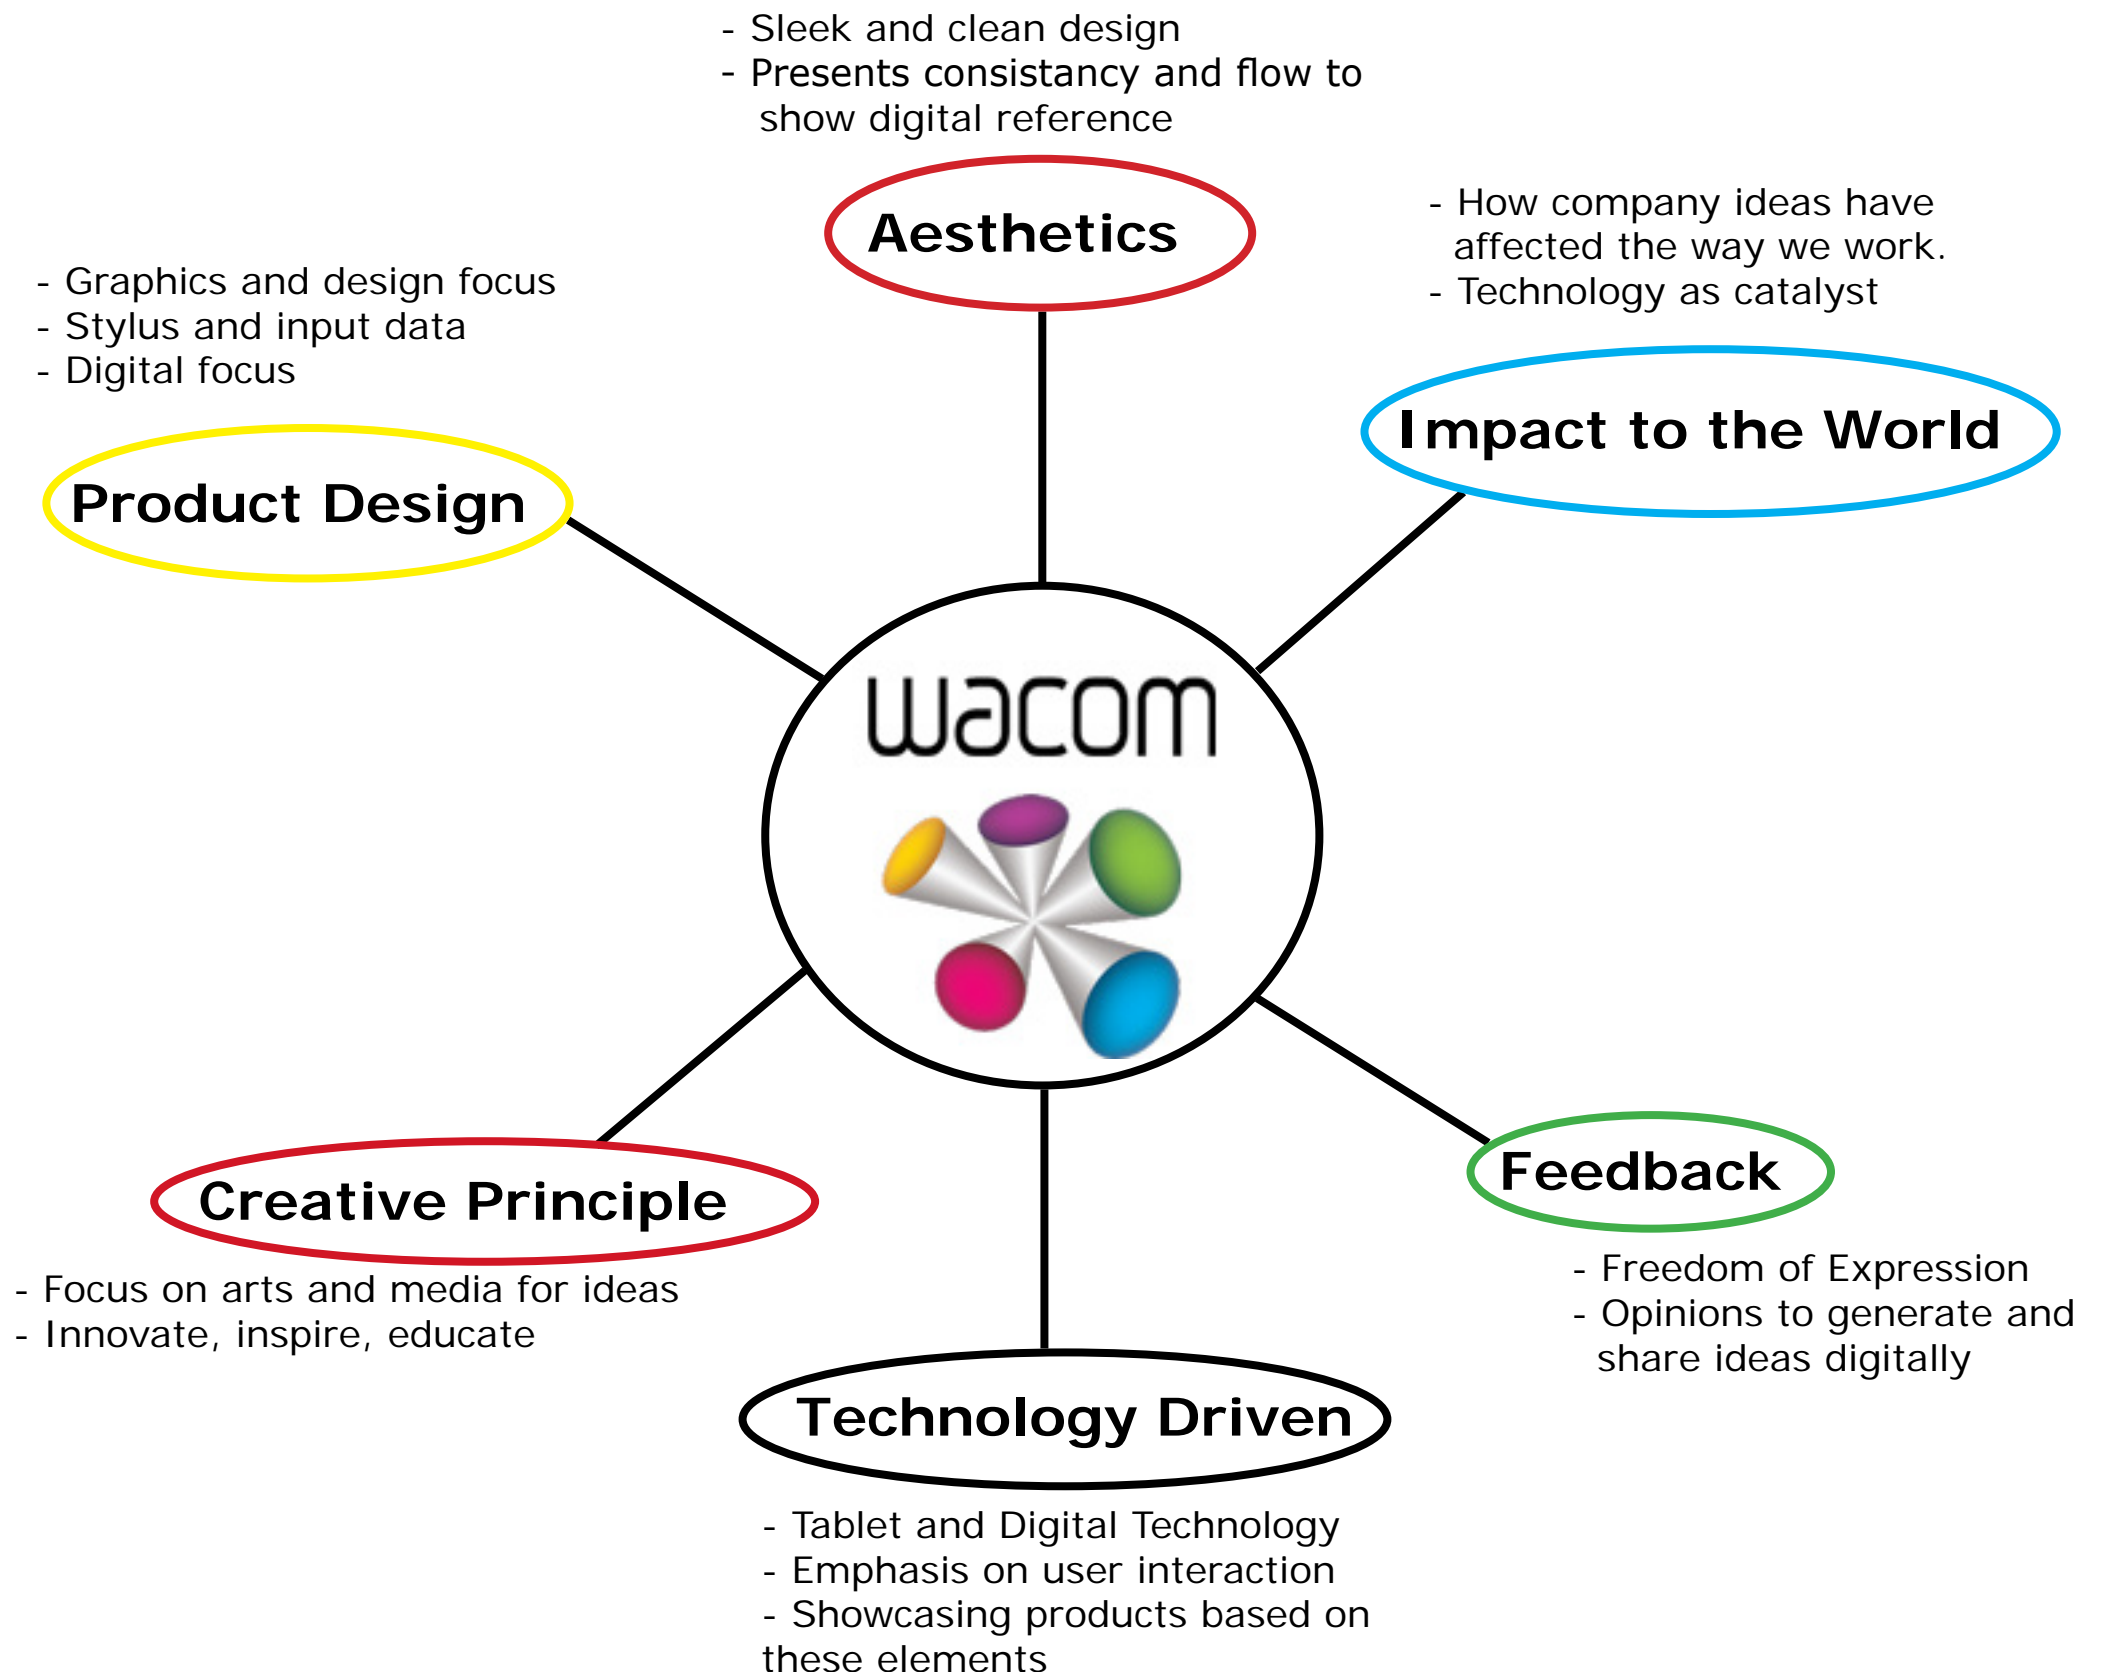 - Sleek and clean design
- Presents consistancy and flow to
show digital reference
Aesthetics
- How company ideas have
affected the way we work.
- Technology as catalyst
Impact to the World
- Graphics and design focus
- Stylus and input data
- Digital focus
Product Design
wacom
Creative Principle
- Focus on arts and media for ideas
- Innovate, inspire, educate
Feedback
- Freedom of Expression
- Opinions to generate and
share ideas digitally
Technology Driven
- Tablet and Digital Technology
- Emphasis on user interaction
- Showcasing products based on
these elements